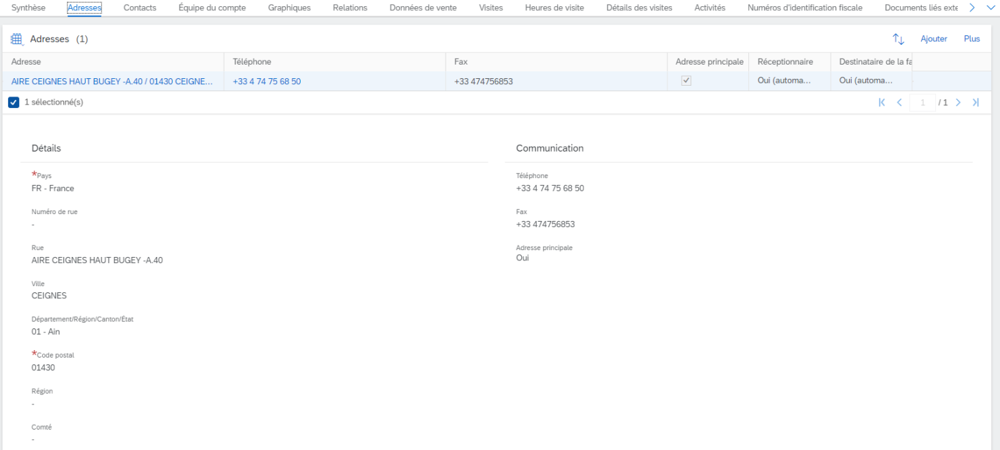 Synthèse Adresses Contacts Équipe du compte Graphiques Relations Données de vente Visites Heures de visite Détails des visites Activités Numéros d'identification fiscale Documents liés exte
Adresses (1) Ajouter Plus
Adresse Téléphone Fax Adresse principale Réceptionnaire Destinataire de la fa
AIRE CEIGNES HAUT BUGEY -A.40 / 01430 CEIGNE... +33 4 74 75 68 50 +33 474756853 Oui (automa... Oui (automa...
1 sélectionné(s) 1 / 1
Détails
*Pays
FR - France
Numéro de rue
-
Rue
AIRE CEIGNES HAUT BUGEY -A.40
Ville
CEIGNES
Département/Région/Canton/État
01 - Ain
*Code postal
01430
Région
-
Comté
-
Communication
Téléphone
+33 4 74 75 68 50
Fax
+33 474756853
Adresse principale
Oui